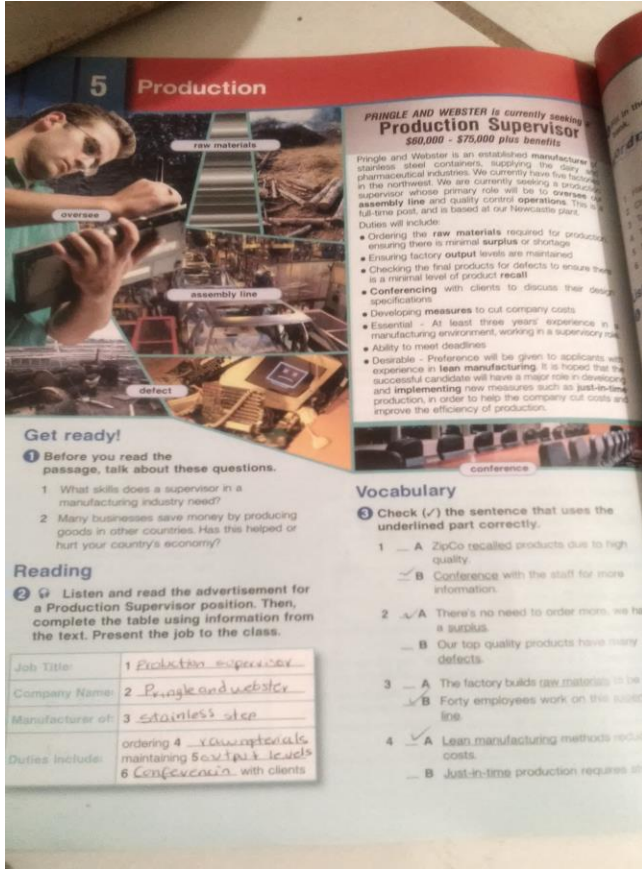 5 Production
raw materials
oversee
assembly line
defect
PRINGLE AND WEBSTER is currently seeking a
Production Supervisor
$60,000 - $75,000 plus benefits
Pringle and Webster is an established manufacturer of
stainless steel containers, supplying the dairy and
pharmaceutical industries. We currently have five factories
in the northwest. We are currently seeking a production
supervisor whose primary role will be to oversee our
assembly line and quality control operations. This is a
full-time post, and is based at our Newcastle plant.
Duties will include:
• Ordering the raw materials required for production,
ensuring there is minimal surplus or shortage
• Ensuring factory output levels are maintained
• Checking the final products for defects to ensure there
is a minimal level of product recall
• Conferencing with clients to discuss their design
specifications
• Developing measures to cut company costs
• Essential - At least three years' experience in a
manufacturing environment, working in a supervisory role
• Ability to meet deadlines
• Desirable - Preference will be given to applicants with
experience in lean manufacturing. It is hoped that the
successful candidate will have a major role in developing
and implementing new measures such as just-in-time
production, in order to help the company cut costs and
improve the efficiency of production.
conference
Get ready!
1 Before you read the
passage, talk about these questions.
1 What skills does a supervisor in a
manufacturing industry need?
2 Many businesses save money by producing
goods in other countries. Has this helped or
hurt your country's economy?
Reading
2 Listen and read the advertisement for
a Production Supervisor position. Then,
complete the table using information from
the text. Present the job to the class.
Job Title: 1 Production supervisor
Company Name: 2 Pringle and webster
Manufacturer of: 3 stainless
Duties Include: ordering 4
maintaining 5 output levels
6 with clients
Vocabulary
3 Check (✓) the sentence that uses the
underlined part correctly.
1 __ A ZipCo recalled products due to high
quality.
✓ B Conference with the staff for more
information.
2 ✓ A There's no need to order more, we
a surplus.
__ B Our top quality products have many
defects.
3 __ A The factory builds raw materials
✓ B Forty employees work on this
line.
4 ✓ A Lean manufacturing methods
costs.
__ B Just-in-time production requires